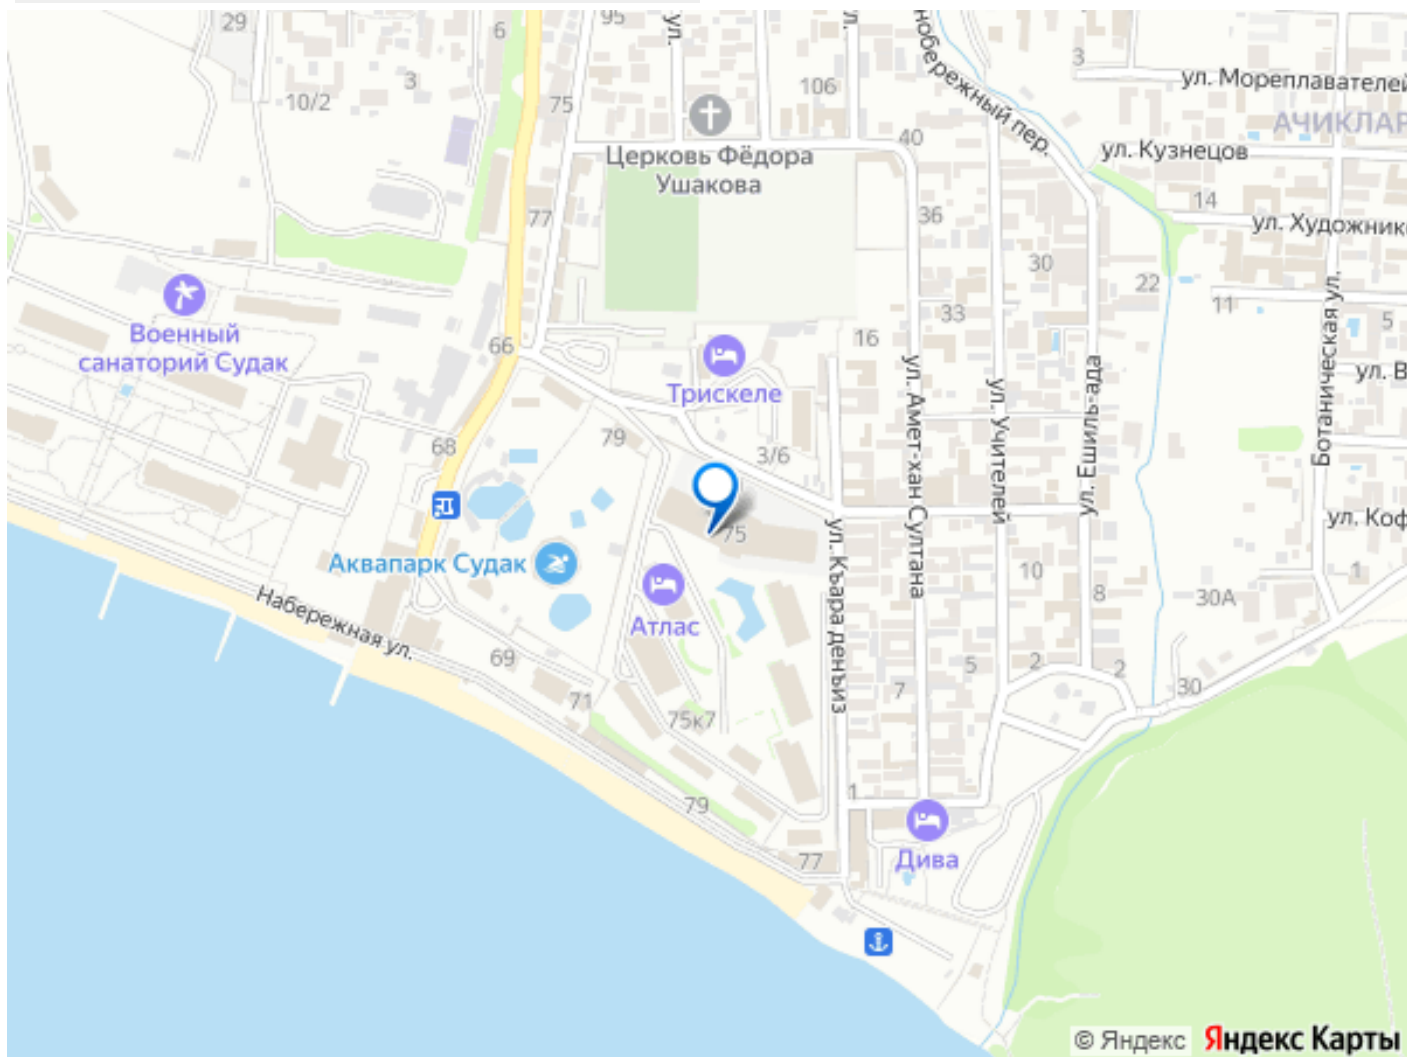 29
95
ул.
ул.
6
3
10/2
75
106
40
нобережный пер.
3
ул. Мореплавателей
АЧИКЛАР
ул. Кузнецов
Церковь Фёдора
Ушакова
77
36
14
ул. Художник
30
22
11
Военный
санаторий Судак
66
33
16
5
Трискеле
ул. Амет-хан Султана
ул. Учителей
ул. Ешиль-ада
Ботаническая ул.
ул. В
68
79
3/6
75
ул. Коф
Аквапарк Судак
Атлас
ул. Къара денъиз
10
8
30А
1
Набережная ул.
69
71
75к7
7
5
2
2
30
79
1
77
Дива
© Яндекс Яндекс Карты